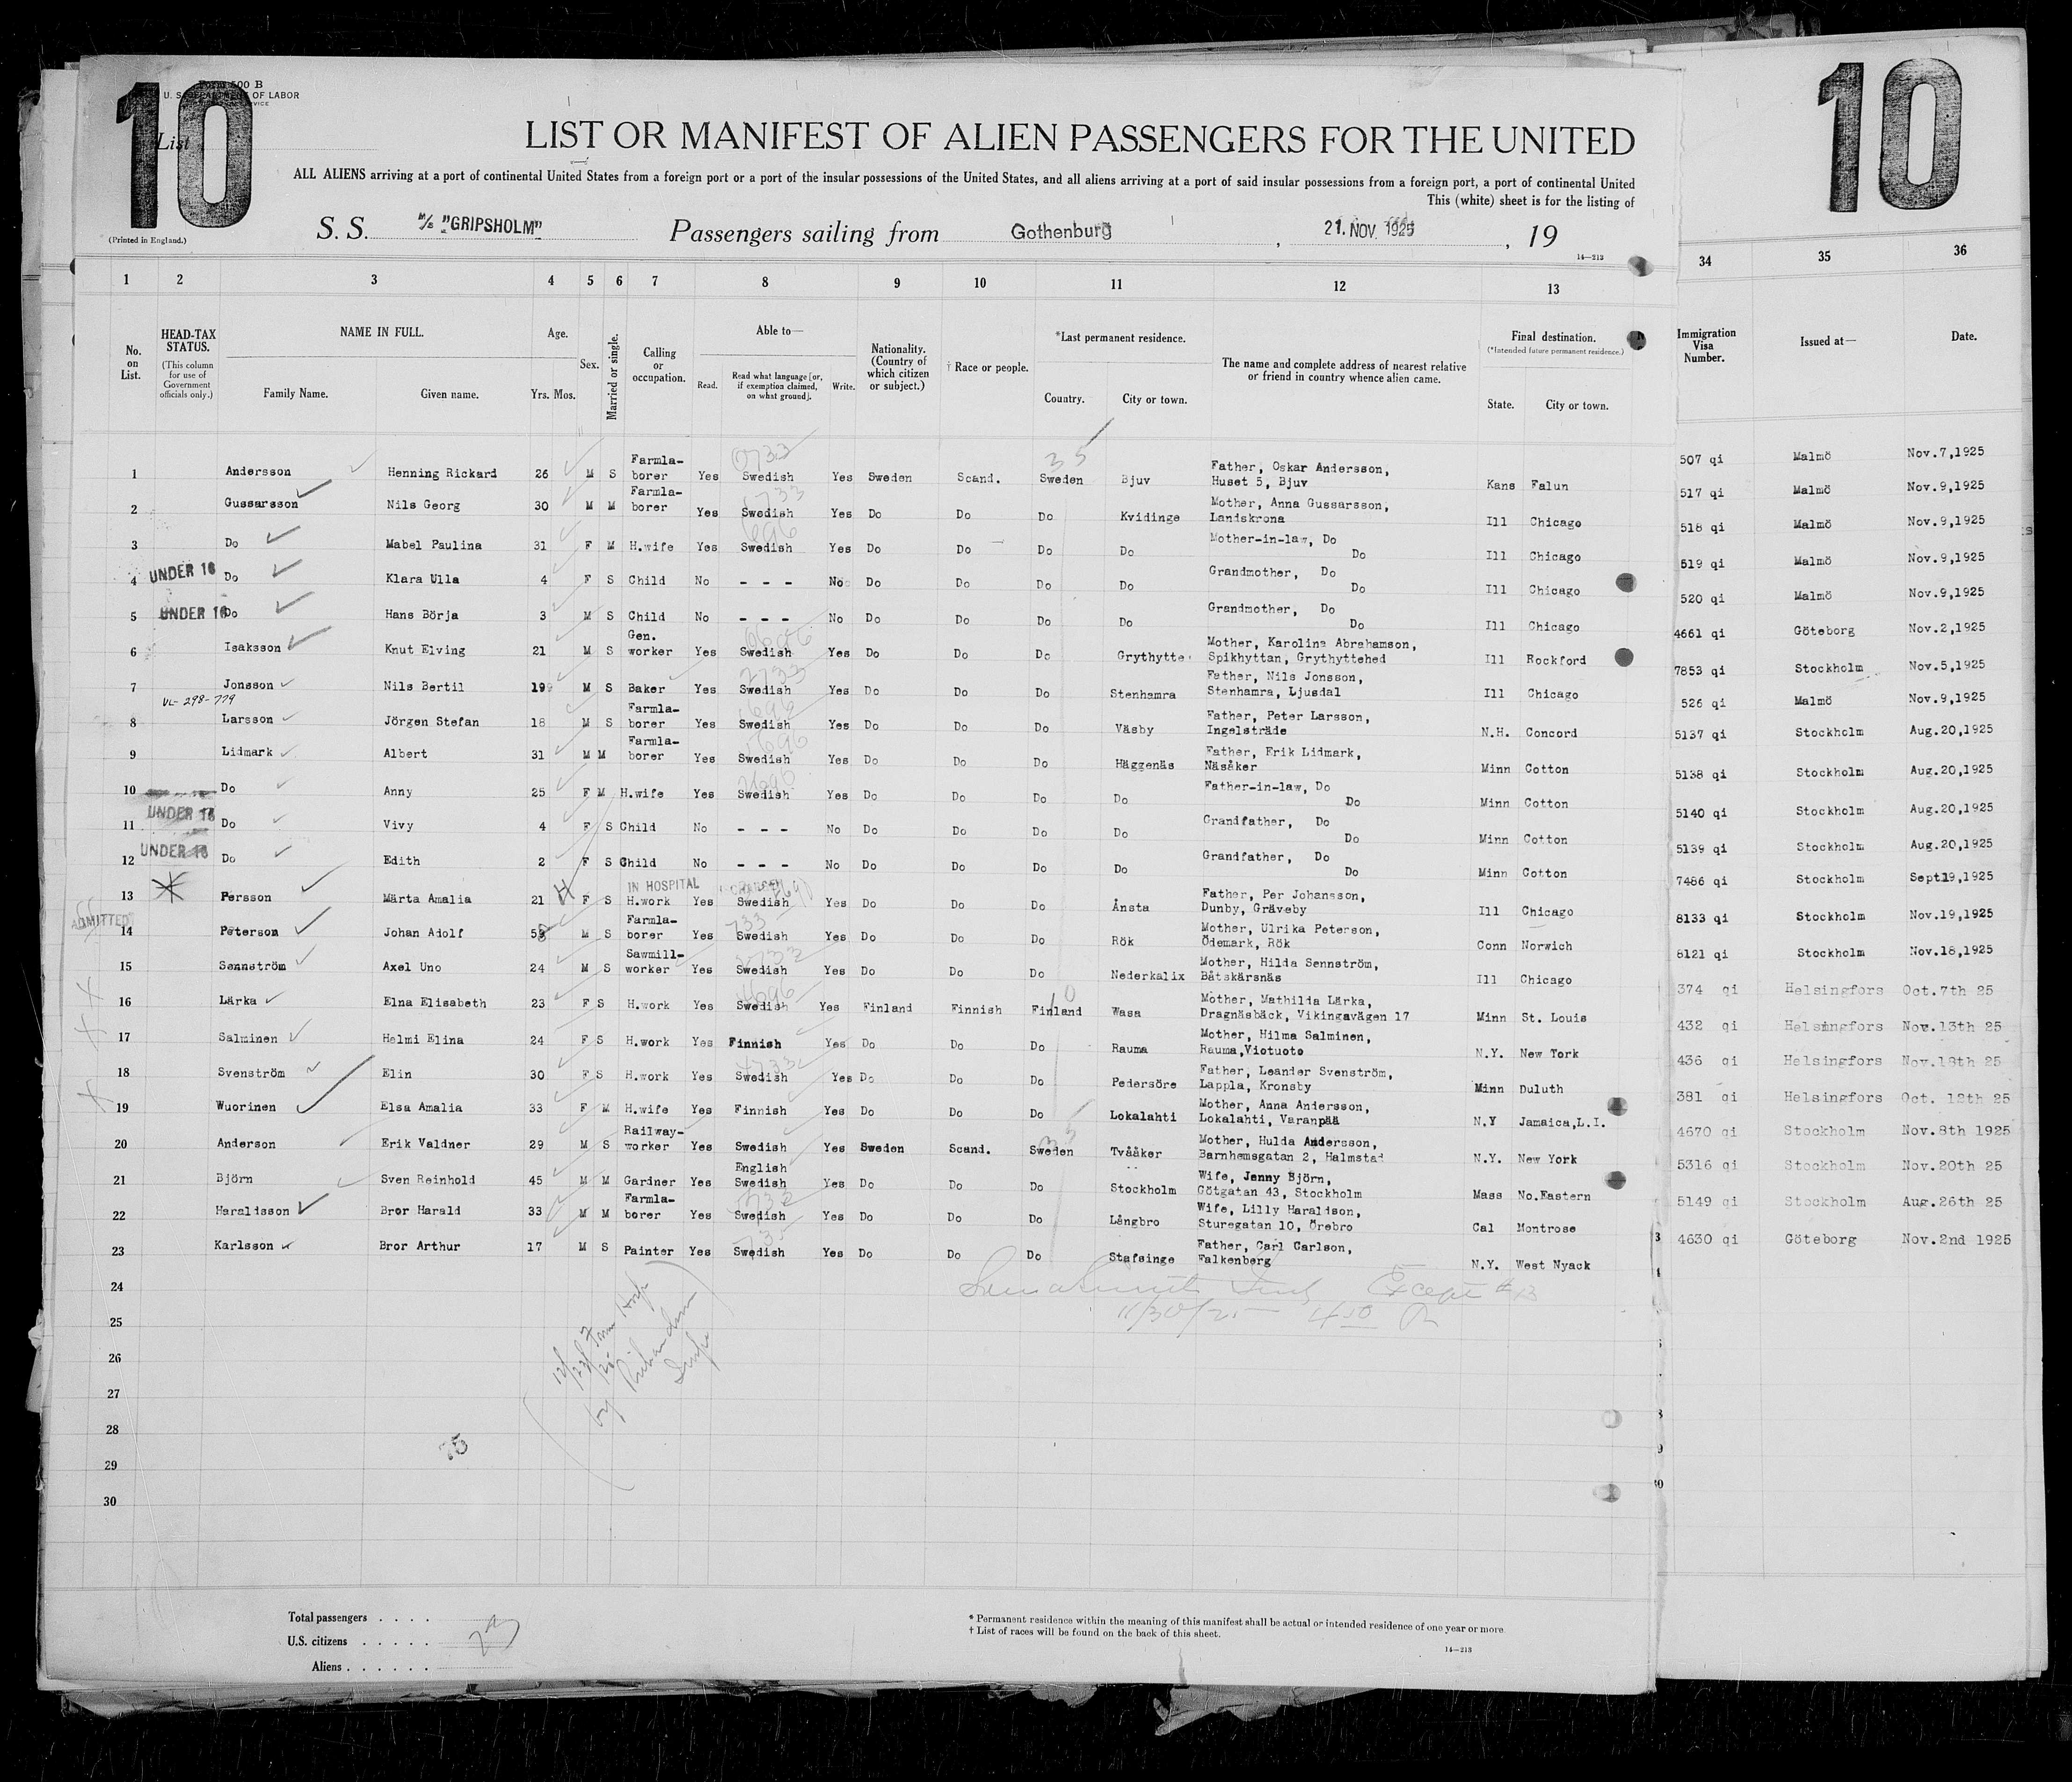 10
Form 500 B
U. S. DEPARTMENT OF LABOR
List
10
LIST OR MANIFEST OF ALIEN PASSENGERS FOR THE UNITED
ALL ALIENS arriving at a port of continental United States from a foreign port or a port of the insular possessions of the United States, and all aliens arriving at a port of said insular possessions from a foreign port, a port of continental United
This (white) sheet is for the listing of
(Printed in England.)
S. S. M/S "GRIPSHOLM" Passengers sailing from Gothenburg, 21. NOV. 1925, 19
14—213
1 2 3 4 5 6 7 8 9 10 11 12 13 34 35 36
No. on List.
HEAD-TAX STATUS.
(This column for use of Government officials only.)
NAME IN FULL.
Family Name. Given name.
Age.
Yrs. Mos.
Sex.
Married or single.
Calling or occupation.
Able to—
Read. Read what language [or, if exemption claimed, on what ground]. Write.
Nationality. (Country of which citizen or subject.)
† Race or people.
*Last permanent residence.
Country. City or town.
The name and complete address of nearest relative or friend in country whence alien came.
Final destination.
(*Intended future permanent residence.)
State. City or town.
Immigration Visa Number.
Issued at—
Date.
1 Andersson Henning Rickard 26 M S Farmlaborer Yes Swedish Yes Sweden Scand. Sweden Bjuv Father, Oskar Andersson, Huset 5, Bjuv Kans Falun 507 qi Malmö Nov.7,1925
2 Gussarsson Nils Georg 30 M M Farmlaborer Yes Swedish Yes Do Do Do Kvidinge Mother, Anna Gussarsson, Landskrona Ill Chicago 517 qi Malmö Nov.9,1925
3 Do Mabel Paulina 31 F M H.wife Yes Swedish Yes Do Do Do Do Mother-in-law, Do Do Ill Chicago 518 qi Malmö Nov.9,1925
4 UNDER 16 Do Klara Ulla 4 F S Child No - - - No Do Do Do Do Grandmother, Do Do Ill Chicago 519 qi Malmö Nov.9,1925
5 UNDER 16 Do Hans Börja 3 M S Child No - - - No Do Do Do Do Grandmother, Do Do Ill Chicago 520 qi Malmö Nov.9,1925
6 Isaksson Knut Elving 21 M S Gen. worker Yes Swedish Yes Do Do Do Grythytte Mother, Karolina Abrahamson, Spikhyttan, Grythyttehed Ill Rockford 4661 qi Göteborg Nov.2,1925
7 Jonsson Nils Bertil 19 M S Baker Yes Swedish Yes Do Do Do Stenhamra Father, Nils Jonsson, Stenhamra, Ljusdal Ill Chicago 7853 qi Stockholm Nov.5,1925
VL-298-779
8 Larsson Jörgen Stefan 18 M S Farmlaborer Yes Swedish Yes Do Do Do Väsby Father, Peter Larsson, Ingelsträde N.H. Concord 526 qi Malmö Nov.9,1925
9 Lidmark Albert 31 M M Farmlaborer Yes Swedish Yes Do Do Do Häggenäs Father, Erik Lidmark, Näsåker Minn Cotton 5137 qi Stockholm Aug.20,1925
10 Do Anny 25 F M H.wife Yes Swedish Yes Do Do Do Do Father-in-law, Do Do Minn Cotton 5138 qi Stockholm Aug.20,1925
11 UNDER 16 Do Vivy 4 F S Child No - - - No Do Do Do Do Grandfather, Do Do Minn Cotton 5140 qi Stockholm Aug.20,1925
12 UNDER 16 Do Edith 2 F S Child No - - - No Do Do Do Do Grandfather, Do Do Minn Cotton 5139 qi Stockholm Aug.20,1925
13 Persson Märta Amalia 21 F S IN HOSPITAL H.work Yes Swedish Yes Do Do Do Ånsta Father, Per Johansson, Dunby, Gräveby Ill Chicago 7486 qi Stockholm Sept19,1925
ADMITTED
14 Peterson Johan Adolf 58 M S Farmlaborer Yes Swedish Yes Do Do Do Rök Mother, Ulrika Peterson, Ödemark, Rök Conn Norwich 8133 qi Stockholm Nov.19,1925
15 Sennström Axel Uno 24 M S Sawmillworker Yes Swedish Yes Do Do Do Nederkalix Mother, Hilda Sennström, Båtskärsnäs Ill Chicago 8121 qi Stockholm Nov.18,1925
16 Lärka Elna Elisabeth 23 F S H.work Yes Swedish Yes Finland Finnish Finland Wasa Mother, Mathilda Lärka, Dragnäsbäck, Vikingavägen 17 Minn St. Louis 374 qi Helsingfors Oct.7th 25
17 Salminen Helmi Elina 24 F S H.work Yes Finnish Yes Do Do Do Rauma Mother, Hilma Salminen, Rauma,Viotuoto N.Y. New York 432 qi Helsingfors Nov.13th 25
18 Svenström Elin 30 F S H.work Yes Swedish Yes Do Do Do Pedersöre Father, Leander Svenström, Lappla, Kronsby Minn Duluth 436 qi Helsingfors Nov.18th 25
19 Wuorinen Elsa Amalia 33 F M H.wife Yes Finnish Yes Do Do Do Lokalahti Mother, Anna Andersson, Lokalahti, Varanpää N.Y Jamaica,L.I. 381 qi Helsingfors Oct. 12th 25
20 Anderson Erik Valdner 29 M S Railwayworker Yes Swedish Yes Sweden Scand. Sweden Tvååker Mother, Hulda Andersson, Barnhemsgatan 2, Halmstad N.Y. New York 4670 qi Stockholm Nov.8th 1925
21 Björn Sven Reinhold 45 M M Gardner Yes English Swedish Yes Do Do Do Stockholm Wife, Jenny Björn, Götgatan 43, Stockholm Mass No.Eastern 5316 qi Stockholm Nov.20th 25
22 Haraldsson Bror Harald 33 M M Farmlaborer Yes Swedish Yes Do Do Do Långbro Wife, Lilly Haraldson, Sturegatan 10, Örebro Cal Montrose 5149 qi Stockholm Aug.26th 25
23 Karlsson Bror Arthur 17 M S Painter Yes Swedish Yes Do Do Do Stafsinge Father, Carl Carlson, Falkenberg N.Y. West Nyack 4630 qi Göteborg Nov.2nd 1925
24 Except #13
25 11/30/25
26
27
28
29
30
Total passengers . . . .
U.S. citizens . . . . .
Aliens . . . . . .
* Permanent residence within the meaning of this manifest shall be actual or intended residence of one year or more.
† List of races will be found on the back of this sheet.
14—213